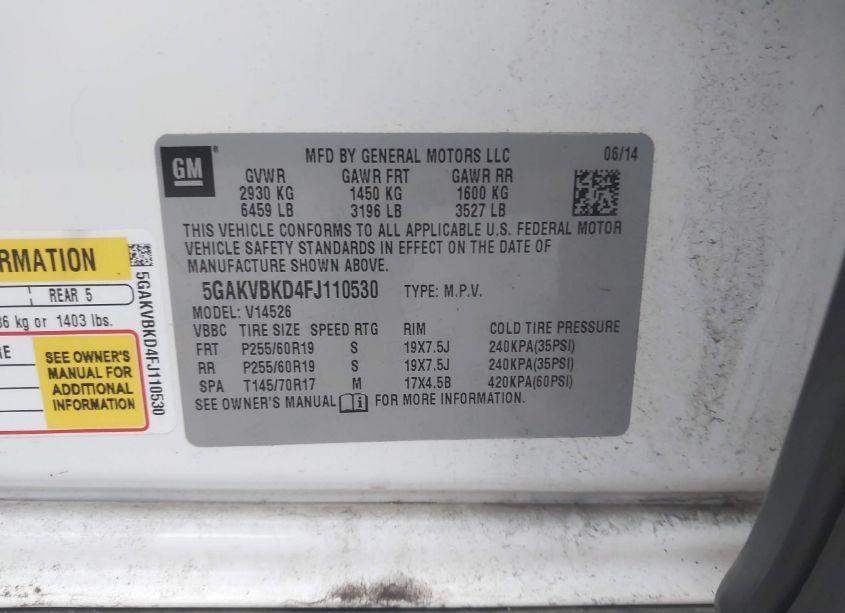 GM®
MFD BY GENERAL MOTORS LLC 06/14
GVWR GAWR FRT GAWR RR
2930 KG 1450 KG 1600 KG
6459 LB 3196 LB 3527 LB
THIS VEHICLE CONFORMS TO ALL APPLICABLE U.S. FEDERAL MOTOR
VEHICLE SAFETY STANDARDS IN EFFECT ON THE DATE OF
MANUFACTURE SHOWN ABOVE.
5GAKVBKD4FJ110530 TYPE: M.P.V.
MODEL: V14526
VBBC TIRE SIZE SPEED RTG RIM COLD TIRE PRESSURE
FRT P255/60R19 S 19X7.5J 240KPA(35PSI)
RR P255/60R19 S 19X7.5J 240KPA(35PSI)
SPA T145/70R17 M 17X4.5B 420KPA(60PSI)
SEE OWNER'S MANUAL FOR MORE INFORMATION.
RMATION
REAR 5
36 kg or 1403 lbs.
RE
SEE OWNER'S
MANUAL FOR
ADDITIONAL
INFORMATION
5GAKVBKD4FJ110530